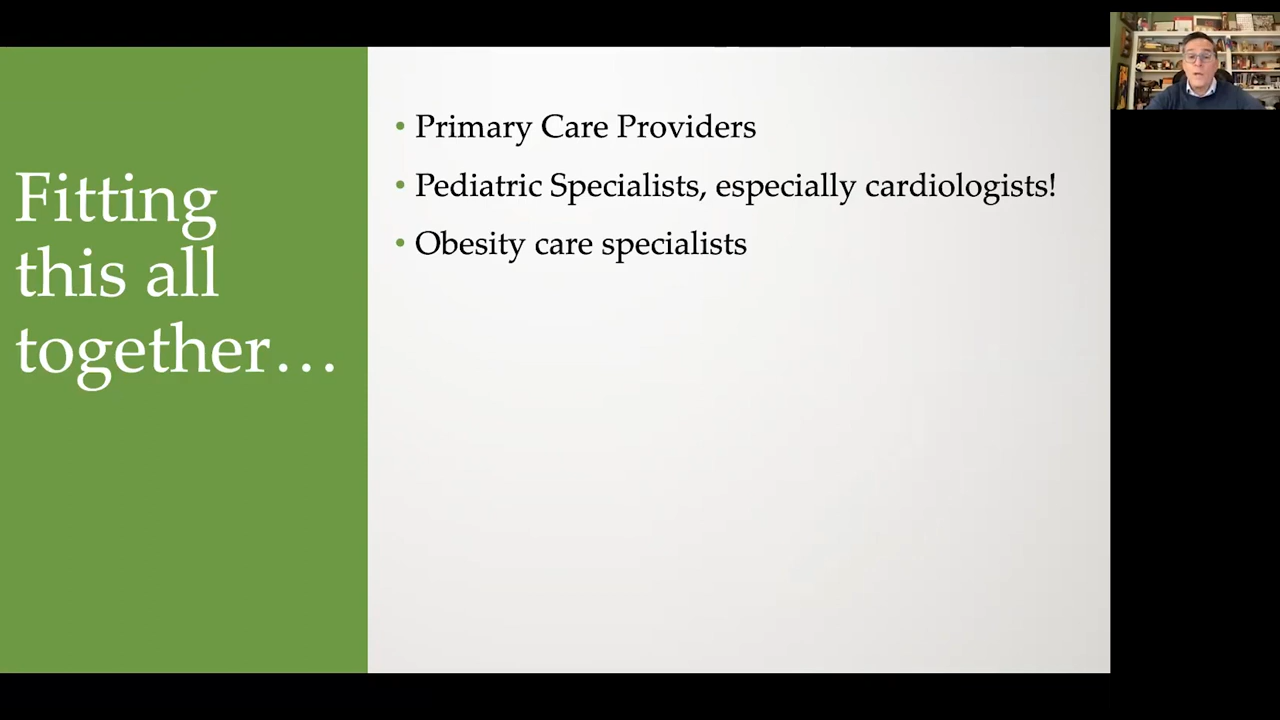 Fitting
this all
together…
• Primary Care Providers
• Pediatric Specialists, especially cardiologists!
• Obesity care specialists